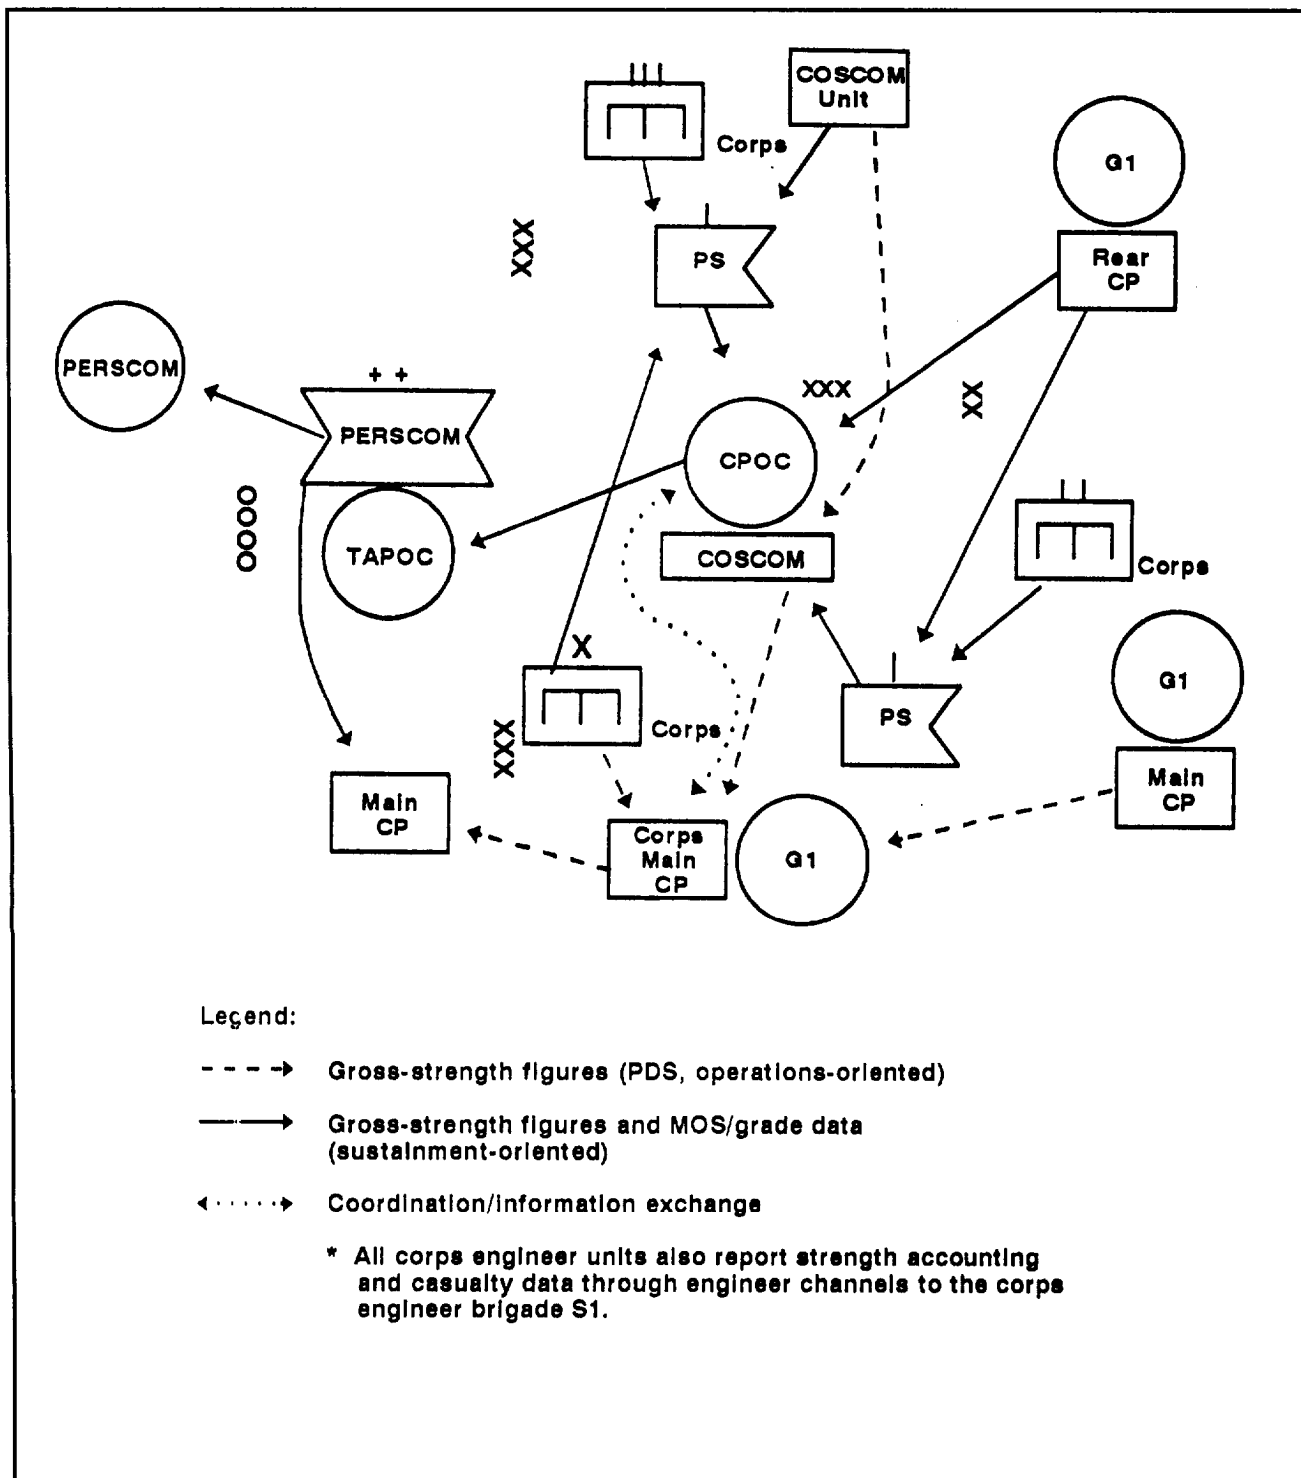 COSCOM
Unit
Corps
G1
PS
Rear
CP
XXX
PERSCOM
+ +
PERSCOM
XXX
XX
CPOC
OOOO
TAPOC
COSCOM
Corps
X
Corps
XXX
PS
G1
Main
CP
Main
CP
Corps
Main
CP
G1
Legend:
Gross-strength figures (PDS, operations-oriented)
Gross-strength figures and MOS/grade data
(sustainment-oriented)
Coordination/information exchange
* All corps engineer units also report strength accounting
and casualty data through engineer channels to the corps
engineer brigade S1.